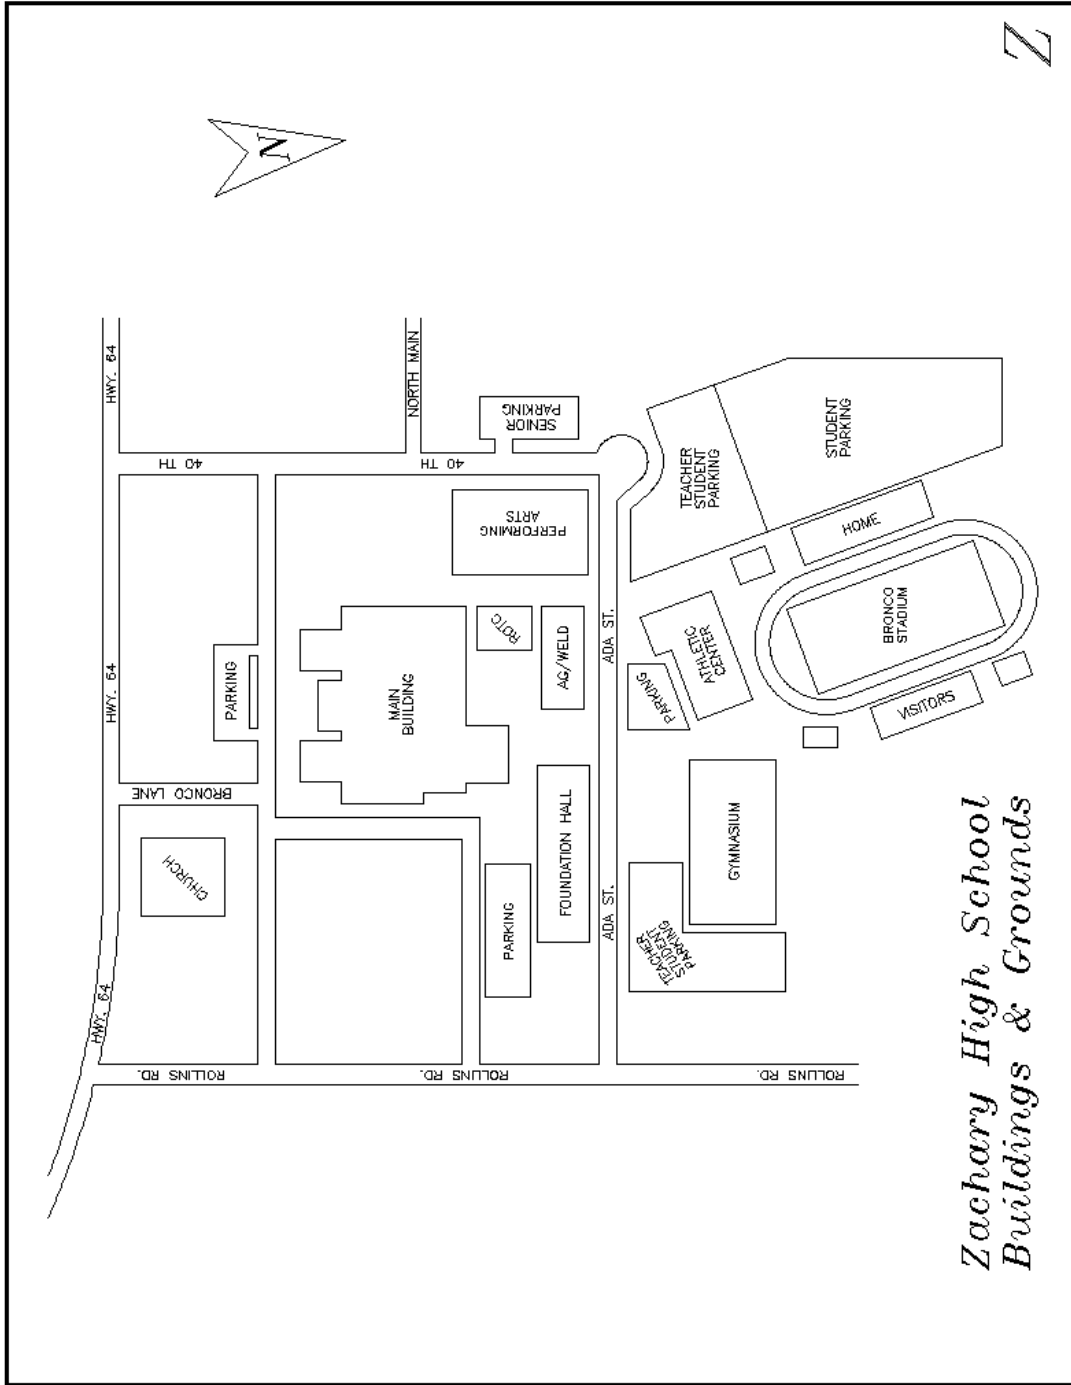 Z
N
HWY. 64
HWY. 64
HWY. 64
NORTH MAIN
40 TH
40 TH
SENIOR
PARKING
PERFORMING
ARTS
TEACHER
STUDENT
PARKING
STUDENT
PARKING
HOME
BRONCO
STADIUM
VISITORS
ATHLETIC
CENTER
PARKING
ADA ST.
ADA ST.
ROTC
AG/WELD
MAIN
BUILDING
PARKING
BRONCO LANE
CHURCH
PARKING
FOUNDATION HALL
GYMNASIUM
TEACHER
STUDENT
PARKING
ROLLINS RD.
ROLLINS RD.
ROLLINS RD.
Zachary High School
Buildings & Grounds